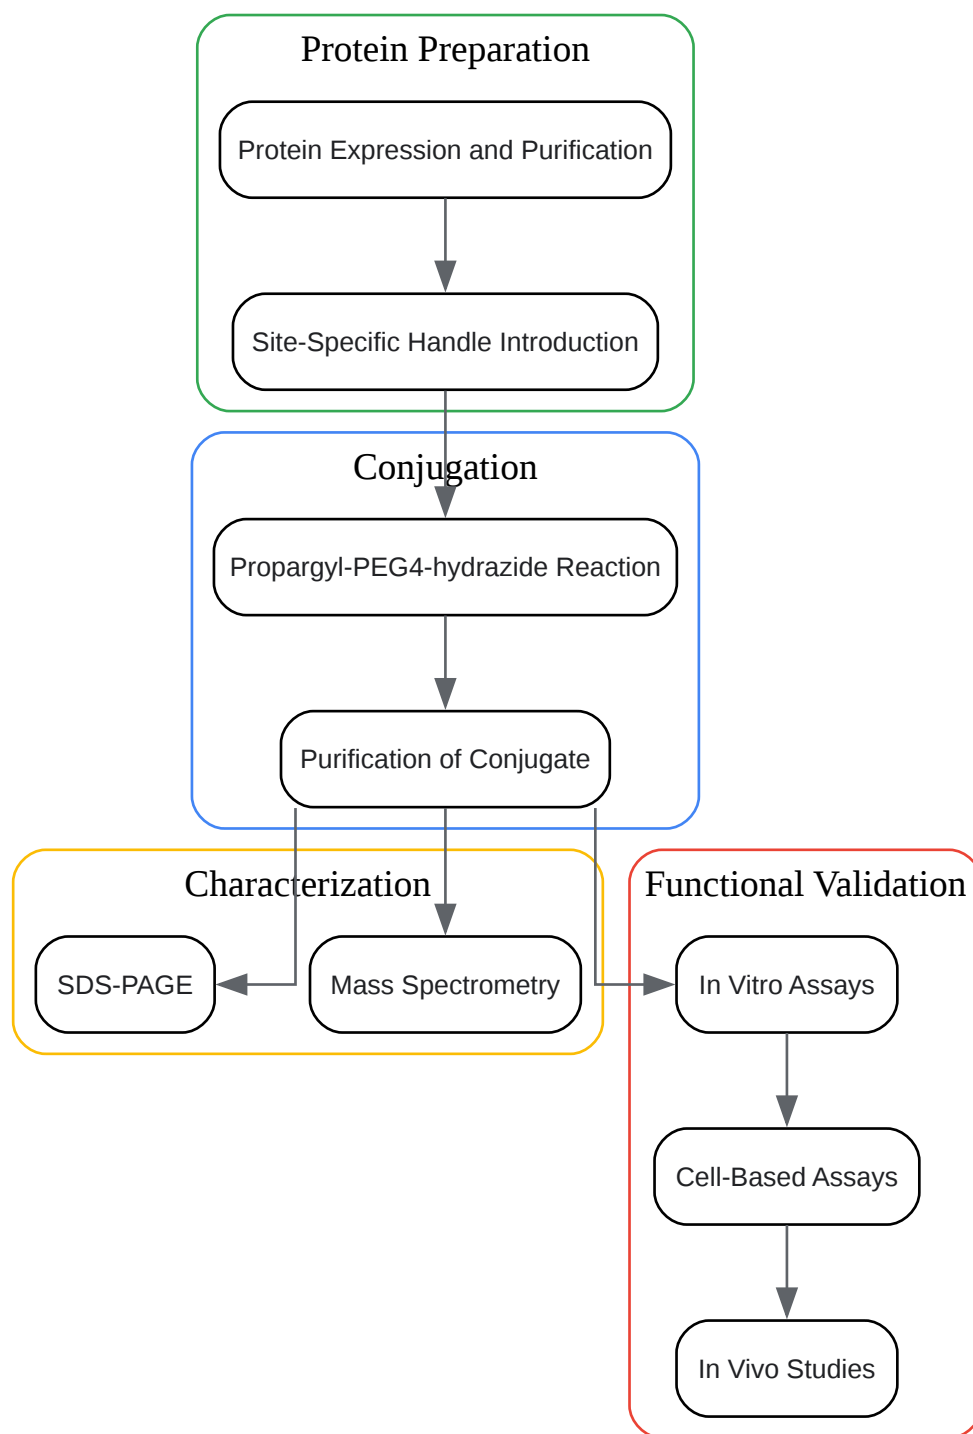 Protein Preparation
Protein Expression and Purification
Site-Specific Handle Introduction
Conjugation
Propargyl-PEG4-hydrazide Reaction
Purification of Conjugate
Characterization
SDS-PAGE
Mass Spectrometry
Functional Validation
In Vitro Assays
Cell-Based Assays
In Vivo Studies